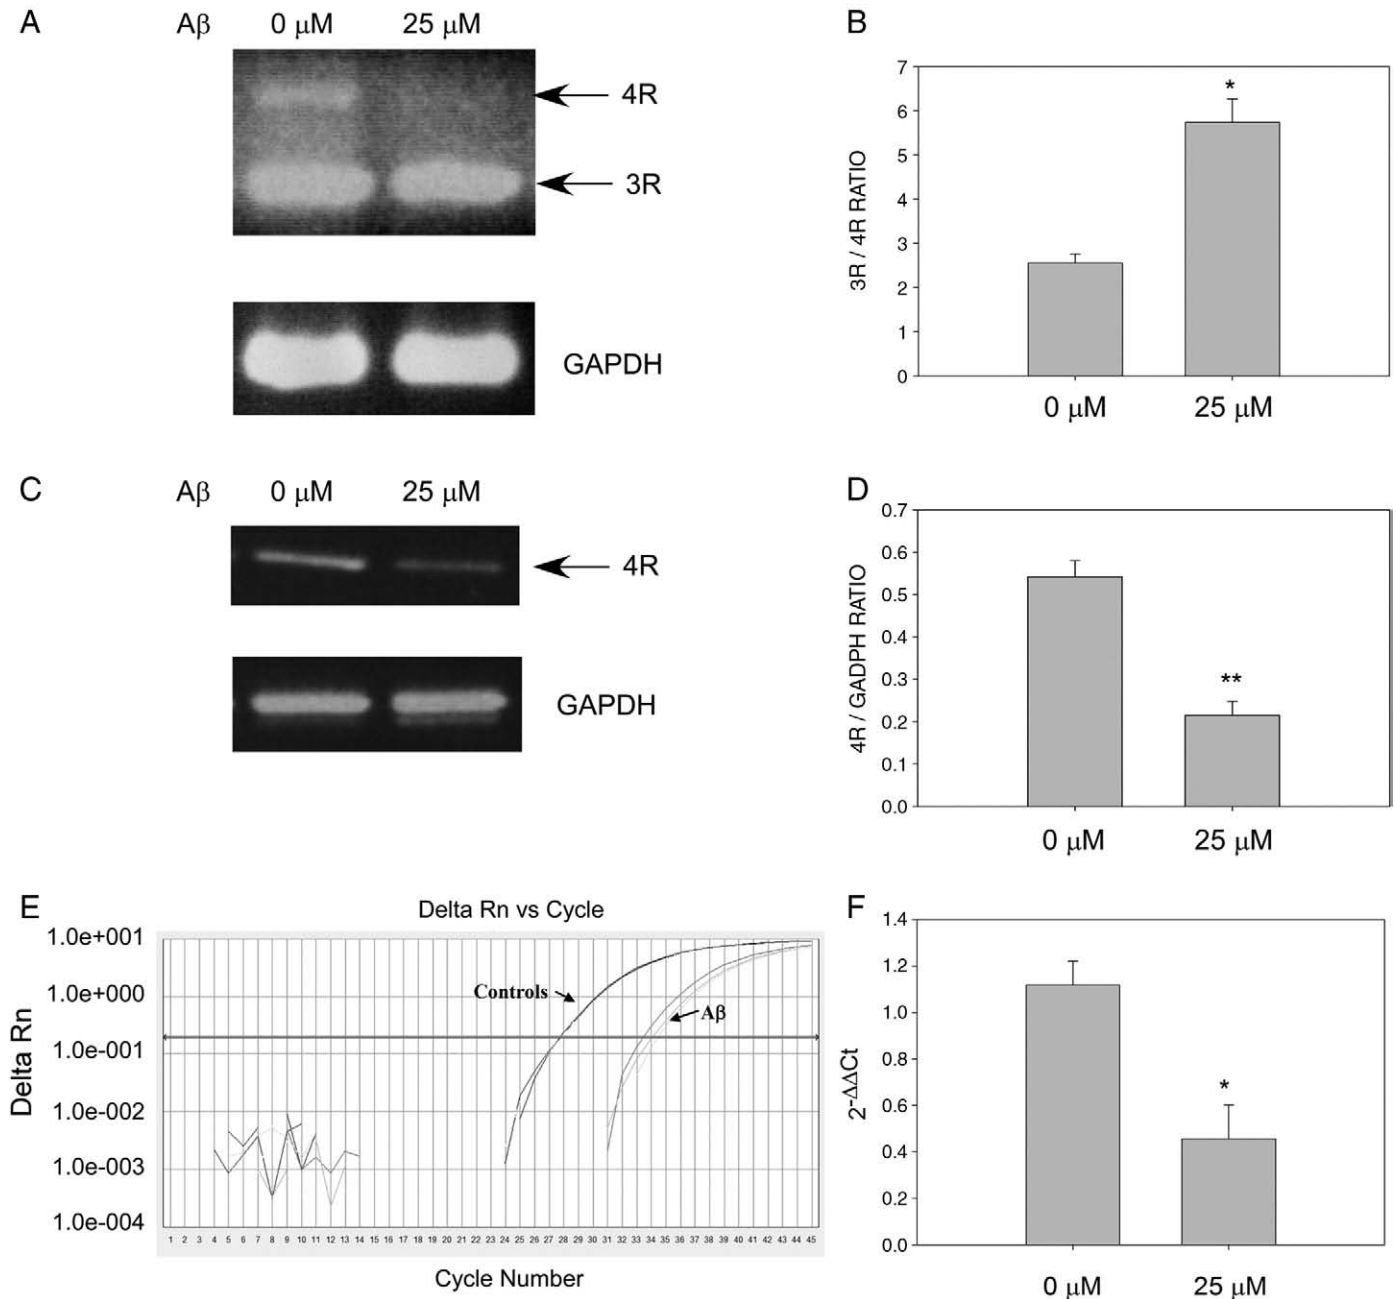 A
Aβ 0 μM 25 μM
4R
3R
GAPDH
B
7
6
5
4
3
2
1
0
3R / 4R RATIO
*
0 μM 25 μM
C
Aβ 0 μM 25 μM
4R
GAPDH
D
0.7
0.6
0.5
0.4
0.3
0.2
0.1
0.0
4R / GADPH RATIO
**
0 μM 25 μM
E
Delta Rn vs Cycle
1.0e+001
1.0e+000
1.0e-001
1.0e-002
1.0e-003
1.0e-004
Delta Rn
Controls
Aβ
1 2 3 4 5 6 7 8 9 10 11 12 13 14 15 16 17 18 19 20 21 22 23 24 25 26 27 28 29 30 31 32 33 34 35 36 37 38 39 40 41 42 43 44 45
Cycle Number
F
1.4
1.2
1.0
0.8
0.6
0.4
0.2
0.0
2-ΔΔCt
*
0 μM 25 μM